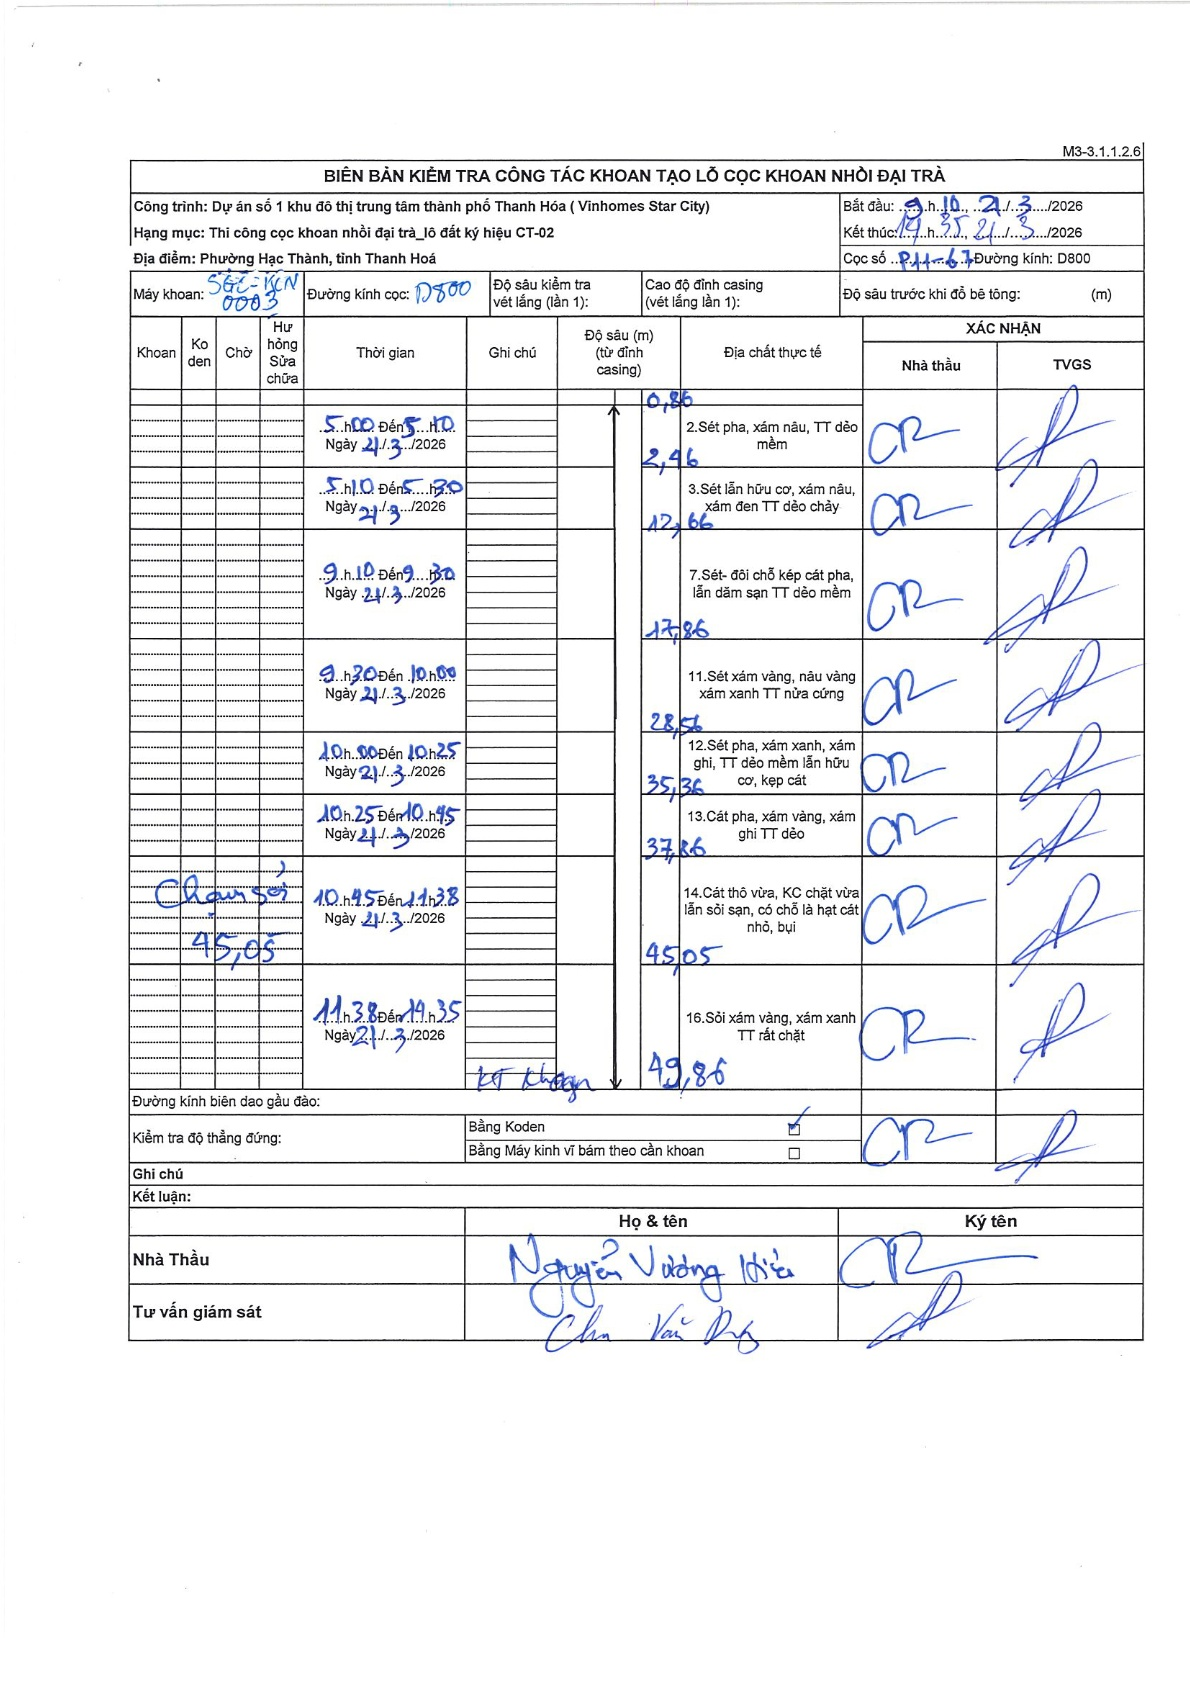 M3-3.1.1.2.6
BIÊN BẢN KIỂM TRA CÔNG TÁC KHOAN TẠO LỖ CỌC KHOAN NHỒI ĐẠI TRÀ
Công trình: Dự án số 1 khu đô thị trung tâm thành phố Thanh Hóa ( Vinhomes Star City)
Bắt đầu: 9 h 10, 21/3/2026
Hạng mục: Thi công cọc khoan nhồi đại trà_lô đất ký hiệu CT-02
Kết thúc: 14 h 35, 21/3/2026
Địa điểm: Phường Hạc Thành, tỉnh Thanh Hoá
Cọc số P11-67 Đường kính: D800
Máy khoan: SGC-KCN 0003
Đường kính cọc: D800
Độ sâu kiểm tra vét lắng (lần 1):
Cao độ đỉnh casing (vét lắng lần 1):
Độ sâu trước khi đổ bê tông: (m)
Khoan Ko den Chờ Hư hỏng Sửa chữa Thời gian Ghi chú Độ sâu (m) (từ đỉnh casing) Địa chất thực tế XÁC NHẬN
Nhà thầu TVGS
0,86
5 h 00 Đến 5 h 10
Ngày 21/3/2026
2.Sét pha, xám nâu, TT dẻo mềm
2,46
5 h 10 Đến 5 h 30
Ngày 21/3/2026
3.Sét lẫn hữu cơ, xám nâu, xám đen TT dẻo chảy
12,66
9 h 10 Đến 9 h 30
Ngày 21/3/2026
7.Sét- đôi chỗ kép cát pha, lẫn dăm sạn TT dẻo mềm
17,86
9 h 30 Đến 10 h 00
Ngày 21/3/2026
11.Sét xám vàng, nâu vàng xám xanh TT nửa cứng
28,56
10 h 00 Đến 10 h 25
Ngày 21/3/2026
12.Sét pha, xám xanh, xám ghi, TT dẻo mềm lẫn hữu cơ, kẹp cát
35,36
10 h 25 Đến 10 h 45
Ngày 21/3/2026
13.Cát pha, xám vàng, xám ghi TT dẻo
37,86
Chạm sỏi
45,05
10 h 45 Đến 11 h 38
Ngày 21/3/2026
14.Cát thô vừa, KC chặt vừa lẫn sỏi sạn, có chỗ là hạt cát nhỏ, bụi
45,05
11 h 38 Đến 14 h 35
Ngày 21/3/2026
16.Sỏi xám vàng, xám xanh TT rất chặt
KT khoan
49,86
Đường kính biên dao gầu đào:
Kiểm tra độ thẳng đứng:
Bằng Koden
Bằng Máy kinh vĩ bám theo cần khoan
Ghi chú
Kết luận:
Họ & tên Ký tên
Nhà Thầu Nguyễn Vương Hiếu
Tư vấn giám sát Văn